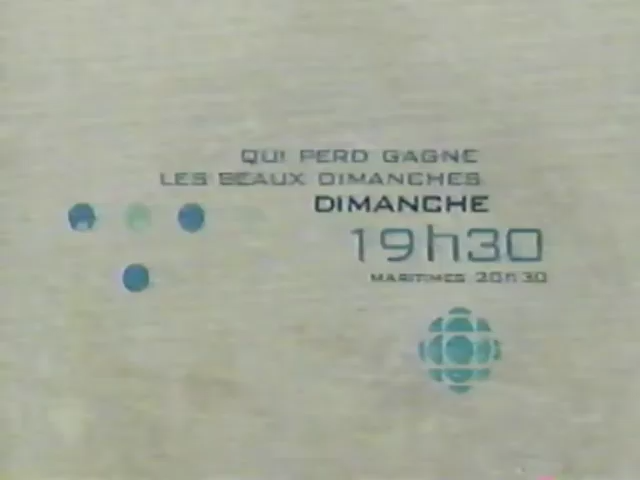 QUI PERD GAGNE
LES BEAUX DIMANCHES
DIMANCHE
19h30
MARITIMES 20h30